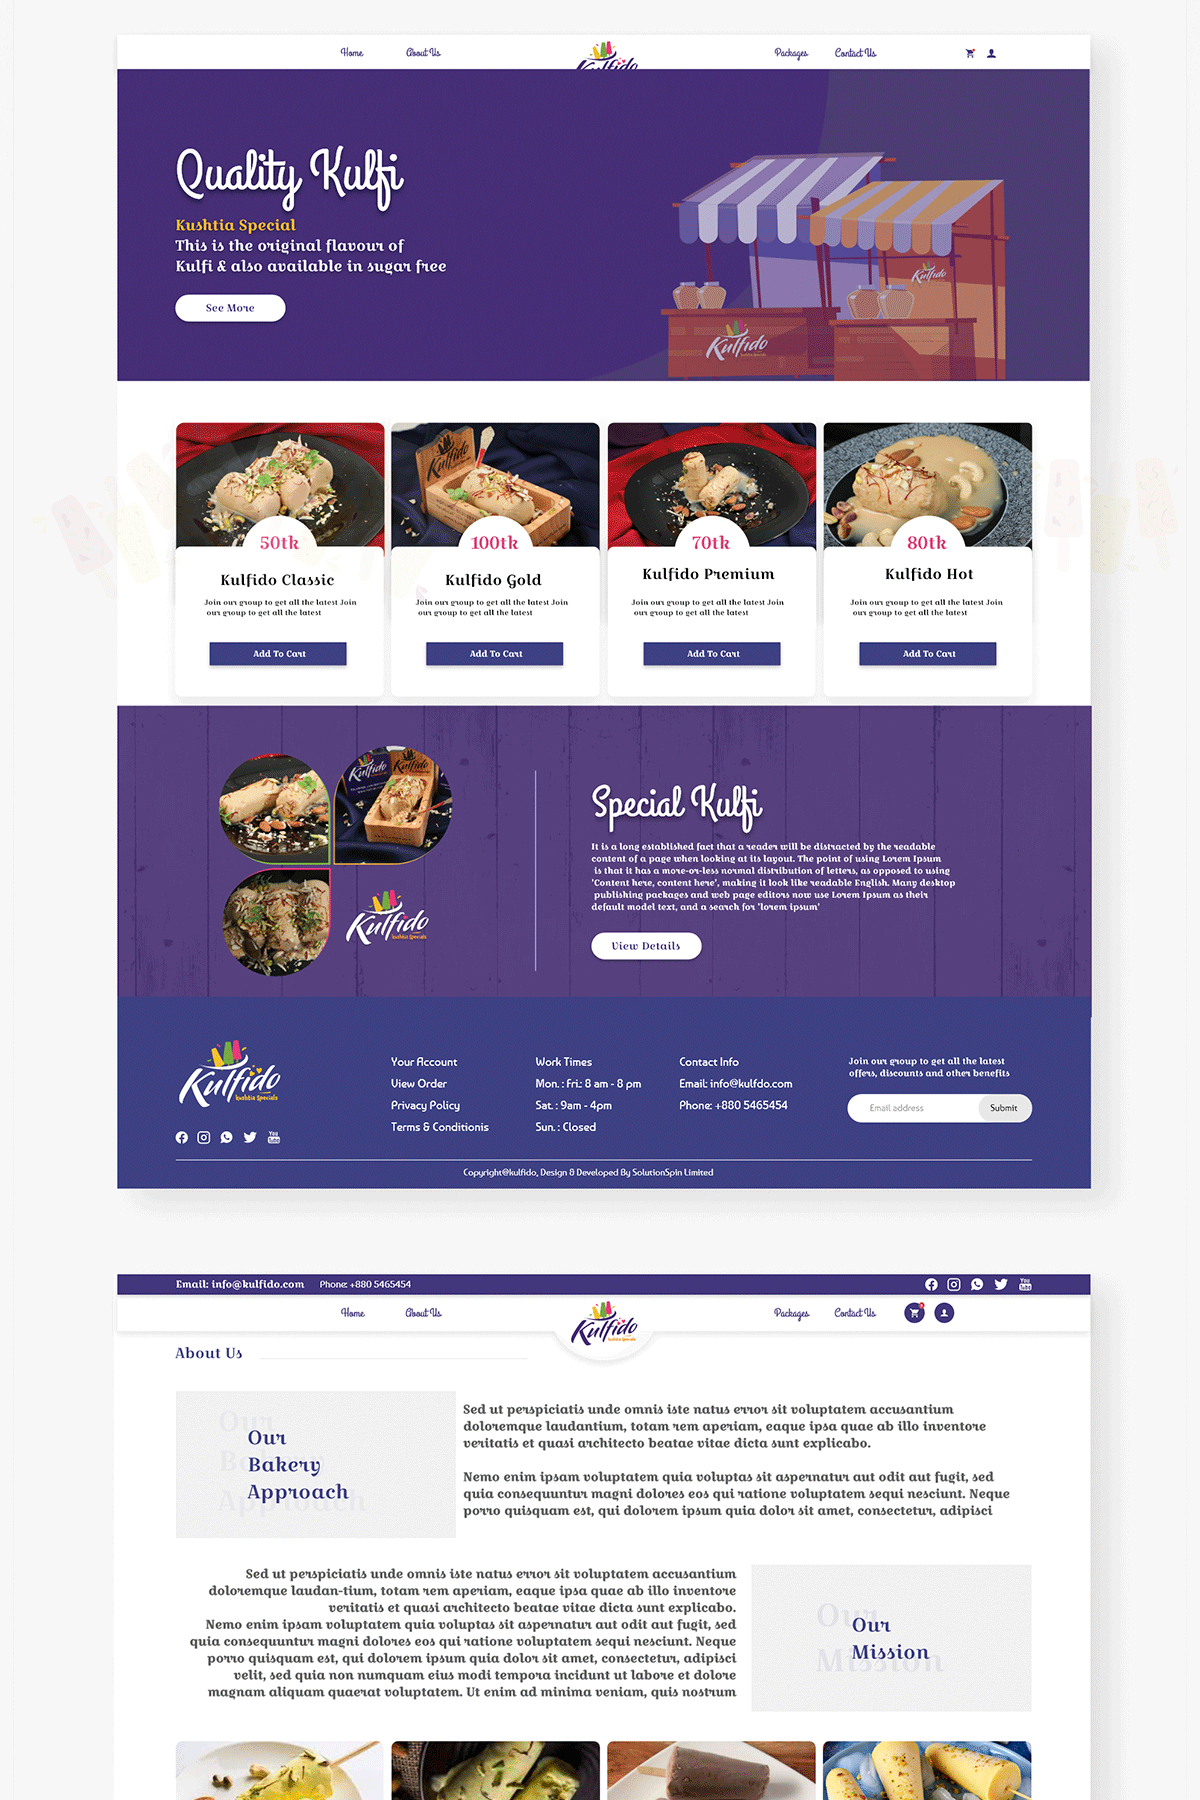 Home About Us Kulfido Packages Contact Us
Quality Kulfi
Kushtia Special
This is the original flavour of
Kulfi & also available in sugar free
See More
Kulfido
Kulfido
Kulfido
50tk 100tk 70tk 80tk
Kulfido Classic Kulfido Gold Kulfido Premium Kulfido Hot
Join our group to get all the latest Join Join our group to get all the latest Join Join our group to get all the latest Join Join our group to get all the latest Join
our group to get all the latest our group to get all the latest our group to get all the latest our group to get all the latest
Add To Cart Add To Cart Add To Cart Add To Cart
Kulfido Kulfido
Kulfido
kushtia Specials
Special Kulfi
It is a long established fact that a reader will be distracted by the readable
content of a page when looking at its layout. The point of using Lorem Ipsum
is that it has a more-or-less normal distribution of letters, as opposed to using
'Content here, content here', making it look like readable English. Many desktop
publishing packages and web page editors now use Lorem Ipsum as their
default model text, and a search for 'lorem ipsum'
View Details
Kulfido
kushtia Specials
Your Account
View Order
Privacy Policy
Terms & Conditionis
Work Times
Mon. : Fri.: 8 am - 8 pm
Sat. : 9am - 4pm
Sun. : Closed
Contact Info
Email: info@kulfdo.com
Phone: +880 5465454
Join our group to get all the latest
offers, discounts and other benefits
Email address Submit
You Tube
Copyright@kulfido, Design & Developed By SolutionSpin Limited
Email: info@kulfido.com Phone: +880 5465454 You Tube
Home About Us Kulfido Packages Contact Us
kushtia Specials
About Us
Our
Bakery
Approach
Sed ut perspiciatis unde omnis iste natus error sit voluptatem accusantium
doloremque laudantium, totam rem aperiam, eaque ipsa quae ab illo inventore
veritatis et quasi architecto beatae vitae dicta sunt explicabo.
Nemo enim ipsam voluptatem quia voluptas sit aspernatur aut odit aut fugit, sed
quia consequuntur magni dolores eos qui ratione voluptatem sequi nesciunt. Neque
porro quisquam est, qui dolorem ipsum quia dolor sit amet, consectetur, adipisci
Sed ut perspiciatis unde omnis iste natus error sit voluptatem accusantium
doloremque laudan-tium, totam rem aperiam, eaque ipsa quae ab illo inventore
veritatis et quasi architecto beatae vitae dicta sunt explicabo.
Nemo enim ipsam voluptatem quia voluptas sit aspernatur aut odit aut fugit, sed
quia consequuntur magni dolores eos qui ratione voluptatem sequi nesciunt. Neque
porro quisquam est, qui dolorem ipsum quia dolor sit amet, consectetur, adipisci
velit, sed quia non numquam eius modi tempora incidunt ut labore et dolore
magnam aliquam quaerat voluptatem. Ut enim ad minima veniam, quis nostrum
Our
Mission